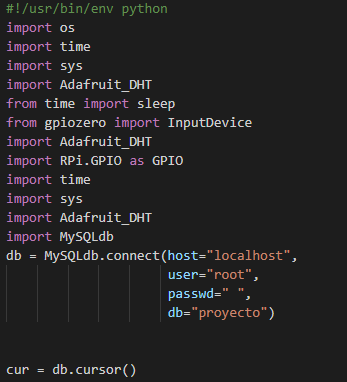 #!/usr/bin/env python
import os
import time
import sys
import Adafruit_DHT
from time import sleep
from gpiozero import InputDevice
import Adafruit_DHT
import RPi.GPIO as GPIO
import time
import sys
import Adafruit_DHT
import MySQLdb
db = MySQLdb.connect(host="localhost",
                     user="root",
                     passwd=" ",
                     db="proyecto")
cur = db.cursor()